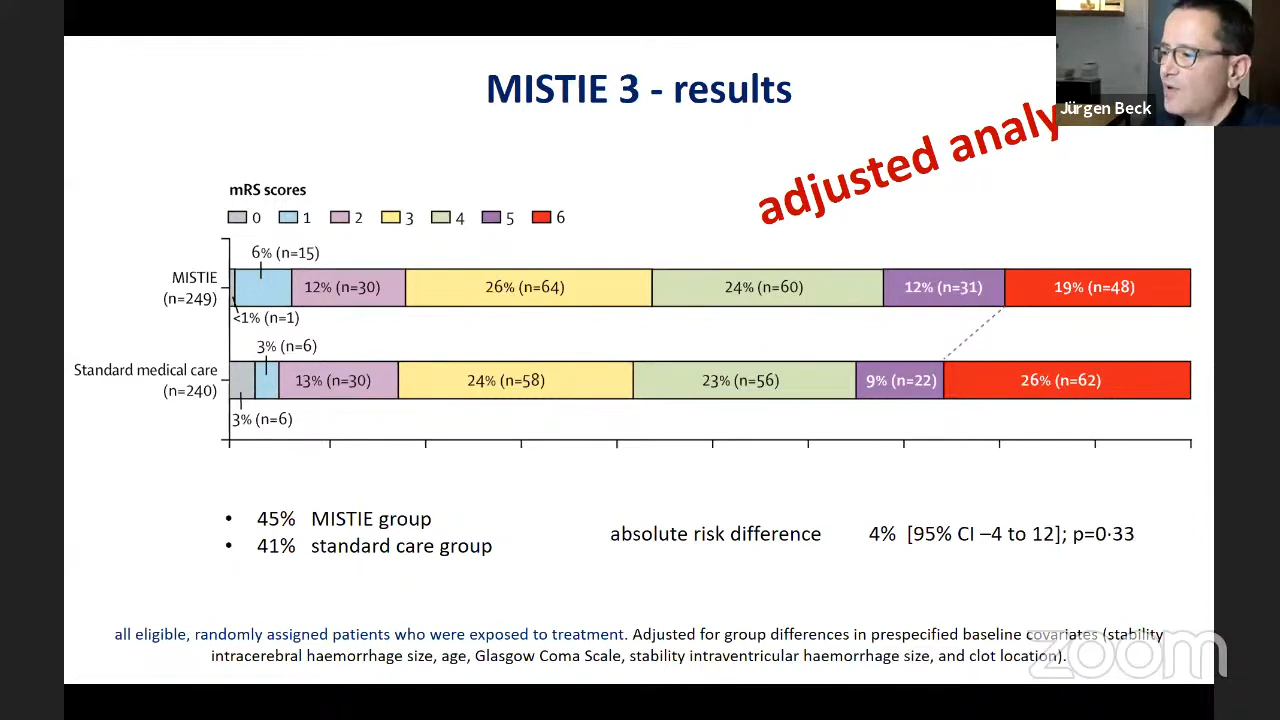 MISTIE 3 - results
Jürgen Beck
adjusted analy
mRS scores
0 1 2 3 4 5 6
6% (n=15)
MISTIE
(n=249)
12% (n=30) 26% (n=64) 24% (n=60) 12% (n=31) 19% (n=48)
<1% (n=1)
3% (n=6)
Standard medical care
(n=240)
13% (n=30) 24% (n=58) 23% (n=56) 9% (n=22) 26% (n=62)
3% (n=6)
• 45% MISTIE group
• 41% standard care group
absolute risk difference 4% [95% CI –4 to 12]; p=0·33
all eligible, randomly assigned patients who were exposed to treatment. Adjusted for group differences in prespecified baseline covariates (stability
intracerebral haemorrhage size, age, Glasgow Coma Scale, stability intraventricular haemorrhage size, and clot location).
zoom